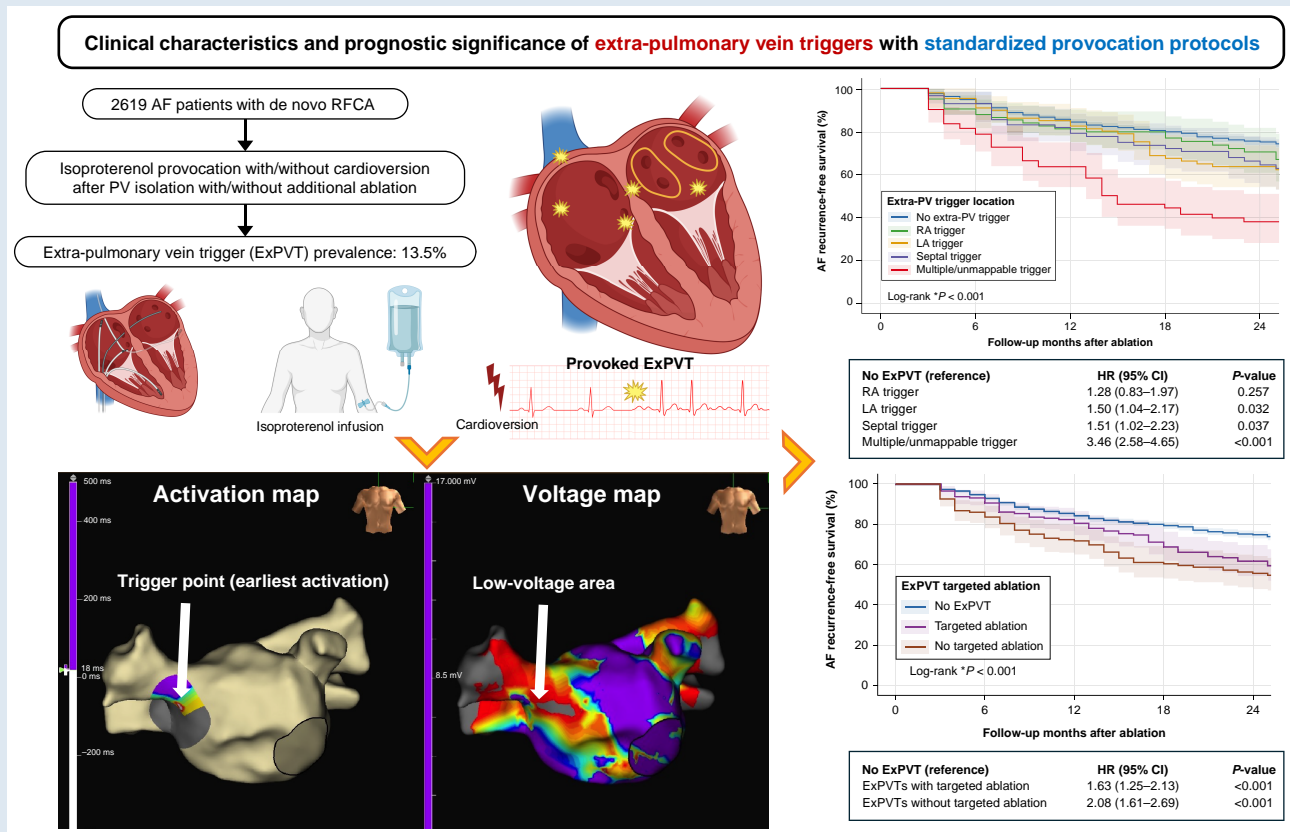 Clinical characteristics and prognostic significance of extra-pulmonary vein triggers with standardized provocation protocols
2619 AF patients with de novo RFCA
Isoproterenol provocation with/without cardioversion
after PV isolation with/without additional ablation
Extra-pulmonary vein trigger (ExPVT) prevalence: 13.5%
Isoproterenol infusion
Provoked ExPVT
Cardioversion
Activation map
500 ms
400 ms
200 ms
18 ms
0 ms
–200 ms
Trigger point (earliest activation)
Voltage map
17.000 mV
8.5 mV
Low-voltage area
AF recurrence-free survival (%)
100
80
60
40
20
0
Extra-PV trigger location
No extra-PV trigger
RA trigger
LA trigger
Septal trigger
Multiple/unmappable trigger
Log-rank *P < 0.001
0 6 12 18 24
Follow-up months after ablation
No ExPVT (reference) HR (95% CI) P-value
RA trigger 1.28 (0.83–1.97) 0.257
LA trigger 1.50 (1.04–2.17) 0.032
Septal trigger 1.51 (1.02–2.23) 0.037
Multiple/unmappable trigger 3.46 (2.58–4.65) <0.001
AF recurrence-free survival (%)
100
80
60
40
20
0
ExPVT targeted ablation
No ExPVT
Targeted ablation
No targeted ablation
Log-rank *P < 0.001
0 6 12 18 24
Follow-up months after ablation
No ExPVT (reference) HR (95% CI) P-value
ExPVTs with targeted ablation 1.63 (1.25–2.13) <0.001
ExPVTs without targeted ablation 2.08 (1.61–2.69) <0.001